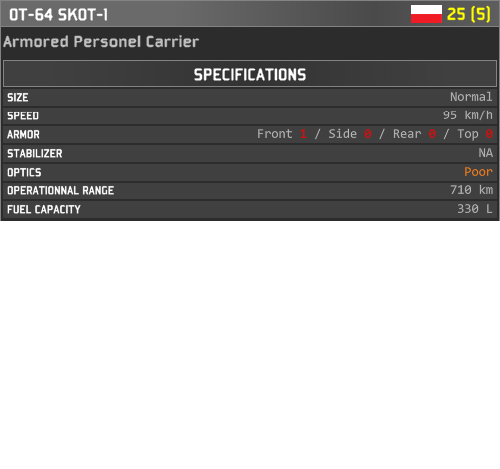 OT-64 SKOT-1 25 (5)
Armored Personel Carrier
SPECIFICATIONS
SIZE Normal
SPEED 95 km/h
ARMOR Front 1 / Side 0 / Rear 0 / Top 0
STABILIZER NA
OPTICS Poor
OPERATIONNAL RANGE 710 km
FUEL CAPACITY 330 L